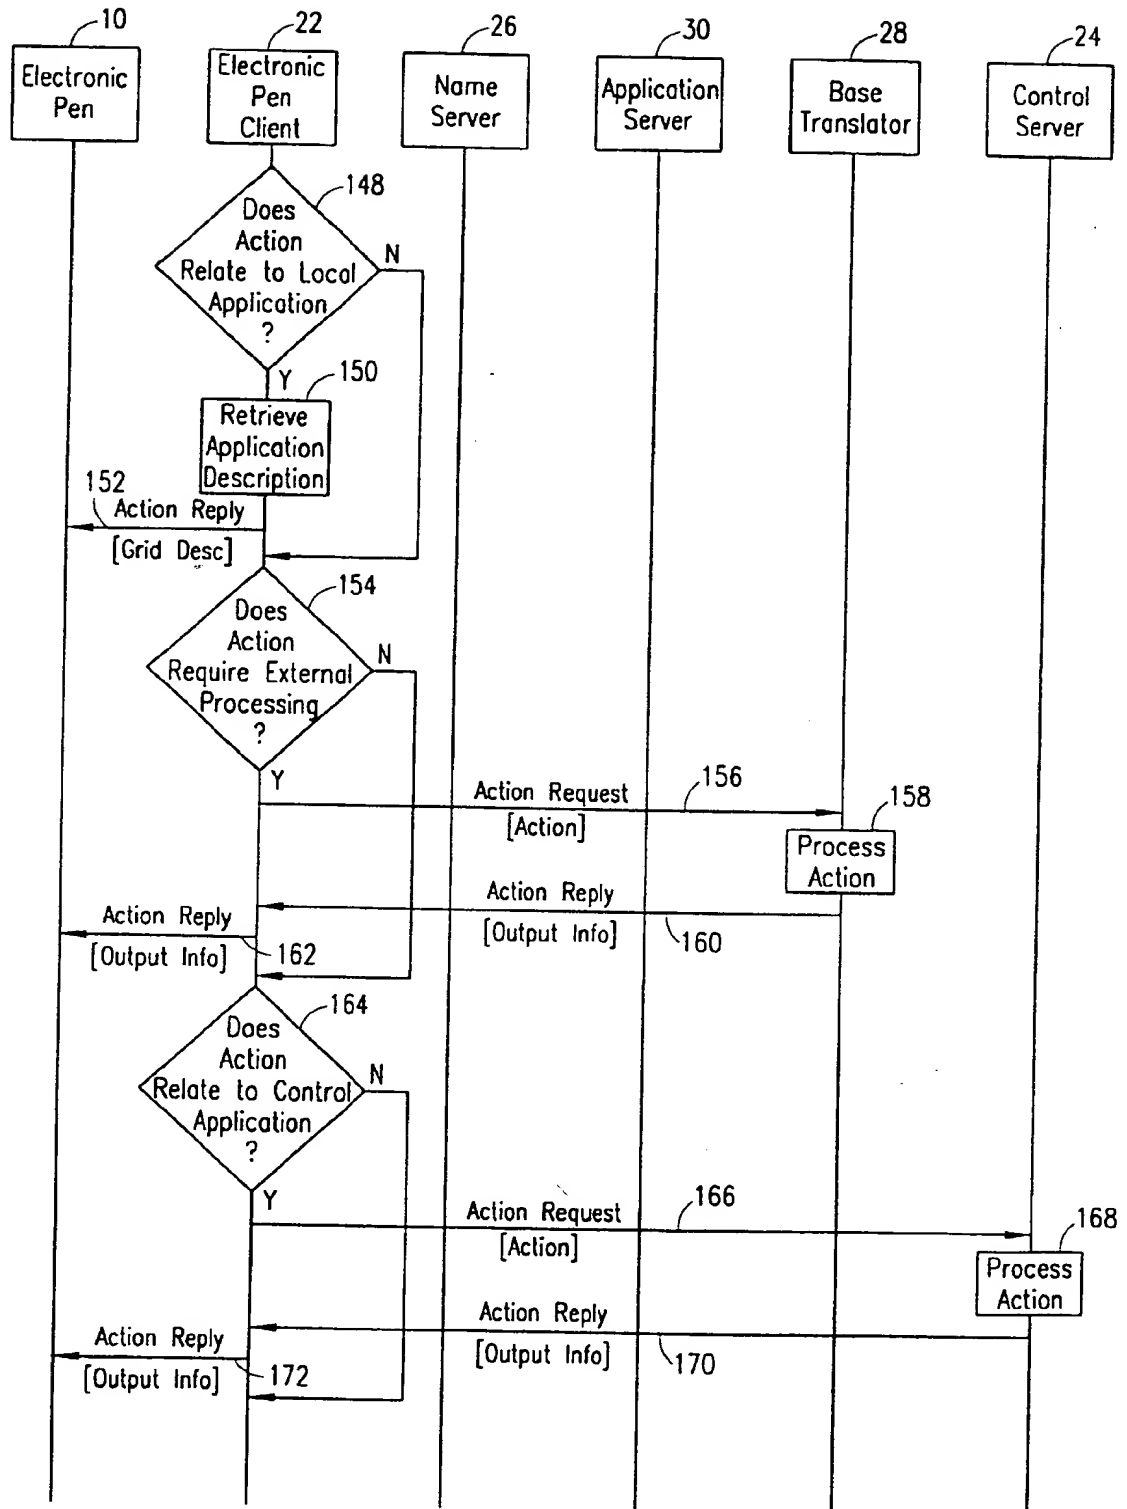 10
22
26
30
28
24
Electronic
Pen
Electronic
Pen
Client
Name
Server
Application
Server
Base
Translator
Control
Server
148
Does
Action
Relate to Local
Application
?
N
Y
150
Retrieve
Application
Description
152
Action Reply
[Grid Desc]
154
Does
Action
Require External
Processing
?
N
Y
Action Request
156
[Action]
158
Process
Action
Action Reply
[Output Info]
160
Action Reply
[Output Info]
162
164
Does
Action
Relate to Control
Application
?
N
Y
Action Request
166
[Action]
168
Process
Action
Action Reply
[Output Info]
170
Action Reply
[Output Info]
172